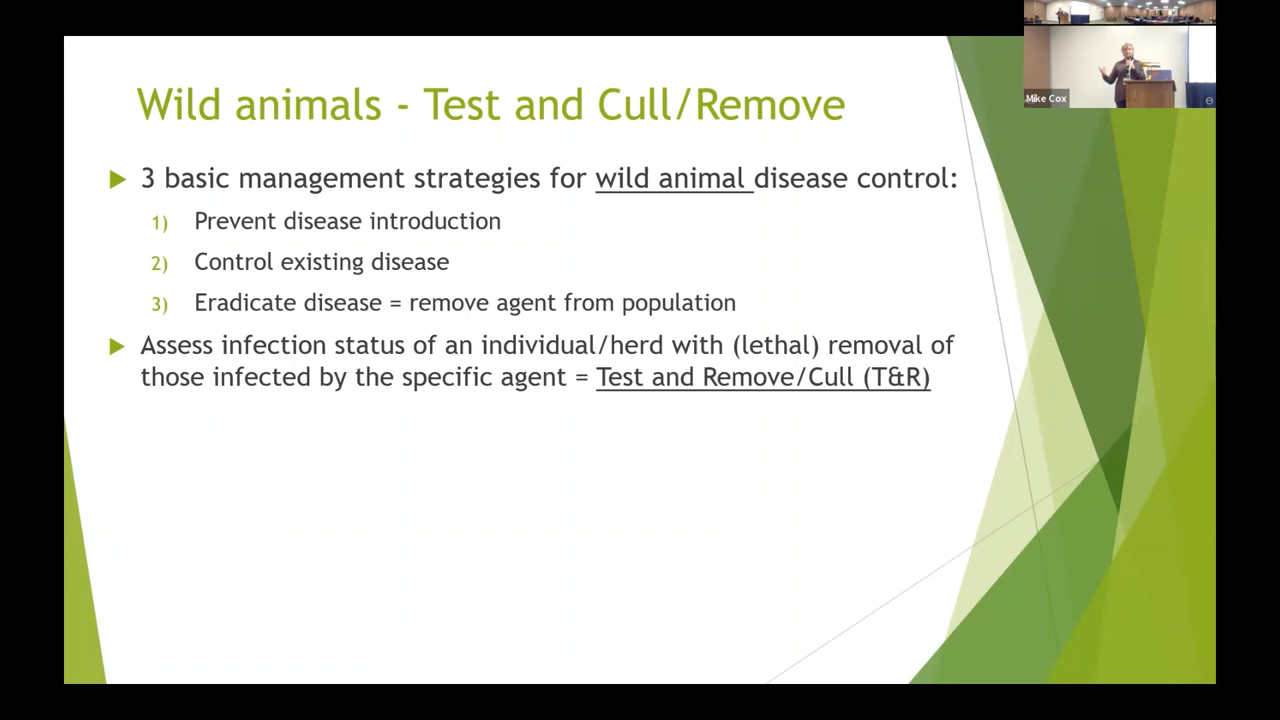 Wild animals - Test and Cull/Remove
3 basic management strategies for wild animal disease control:
1) Prevent disease introduction
2) Control existing disease
3) Eradicate disease = remove agent from population
Assess infection status of an individual/herd with (lethal) removal of
those infected by the specific agent = Test and Remove/Cull (T&R)
Mike Cox